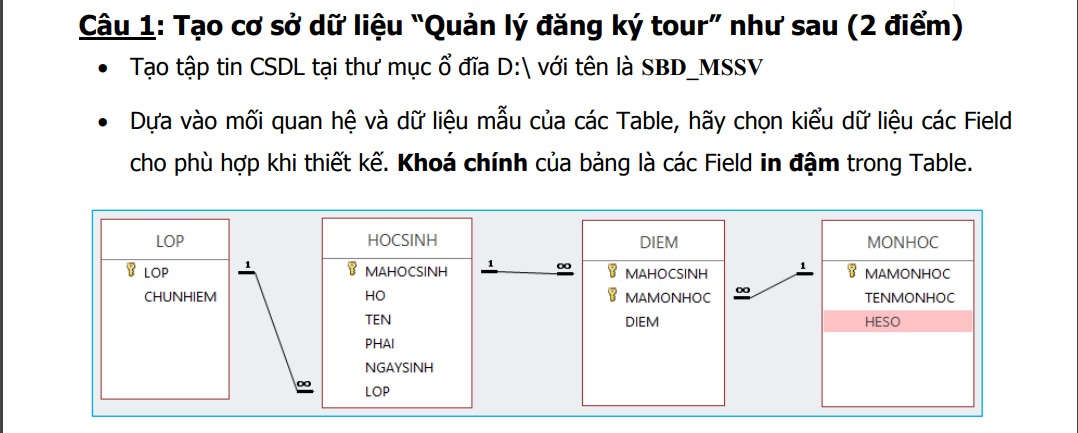 Câu 1: Tạo cơ sở dữ liệu “Quản lý đăng ký tour” như sau (2 điểm)
• Tạo tập tin CSDL tại thư mục ổ đĩa D:\ với tên là SBD_MSSV
• Dựa vào mối quan hệ và dữ liệu mẫu của các Table, hãy chọn kiểu dữ liệu các Field
cho phù hợp khi thiết kế. Khoá chính của bảng là các Field in đậm trong Table.
LOP
LOP
CHUNHIEM
1
∞
HOCSINH
MAHOCSINH
HO
TEN
PHAI
NGAYSINH
LOP
1
∞
DIEM
MAHOCSINH
MAMONHOC
DIEM
∞
1
MONHOC
MAMONHOC
TENMONHOC
HESO